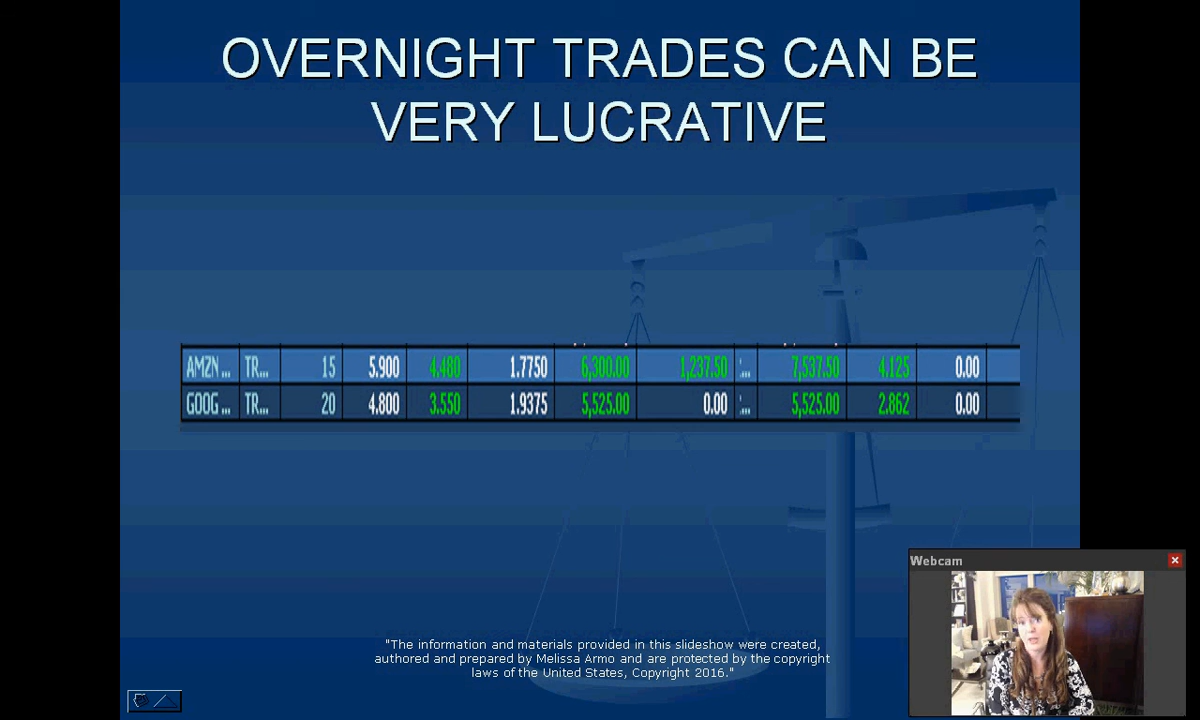 OVERNIGHT TRADES CAN BE
VERY LUCRATIVE
AMZN ... TR... 15 5.900 4.480 1.7750 6,300.00 1,237.50 :... 7,537.50 4.125 0.00
GOOG ... TR... 20 4.800 3.550 1.9375 5,525.00 0.00 :... 5,525.00 2.862 0.00
Webcam
"The information and materials provided in this slideshow were created,
authored and prepared by Melissa Armo and are protected by the copyright
laws of the United States, Copyright 2016."